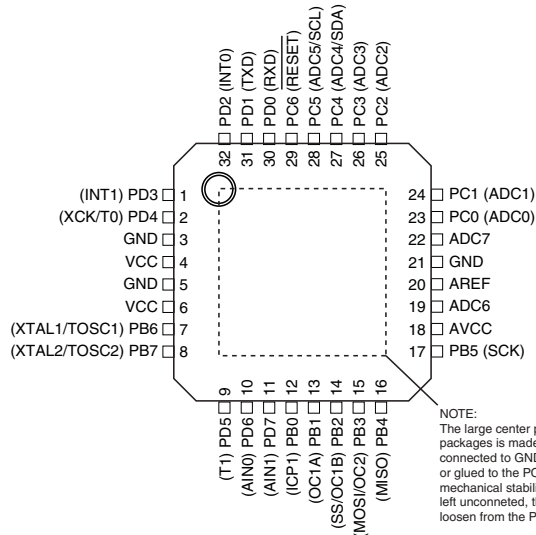 PD2 (INT0)
PD1 (TXD)
PD0 (RXD)
PC6 (RESET)
PC5 (ADC5/SCL)
PC4 (ADC4/SDA)
PC3 (ADC3)
PC2 (ADC2)
32
31
30
29
28
27
26
25
(INT1) PD3 1
(XCK/T0) PD4 2
GND 3
VCC 4
GND 5
VCC 6
(XTAL1/TOSC1) PB6 7
(XTAL2/TOSC2) PB7 8
24 PC1 (ADC1)
23 PC0 (ADC0)
22 ADC7
21 GND
20 AREF
19 ADC6
18 AVCC
17 PB5 (SCK)
9
10
11
12
13
14
15
16
(T1) PD5
(AIN0) PD6
(AIN1) PD7
(ICP1) PB0
(OC1A) PB1
(SS/OC1B) PB2
(MOSI/OC2) PB3
(MISO) PB4
NOTE:
The large center
packages is made
connected to GND
or glued to the
mechanical
left unconneted,
loosen from the